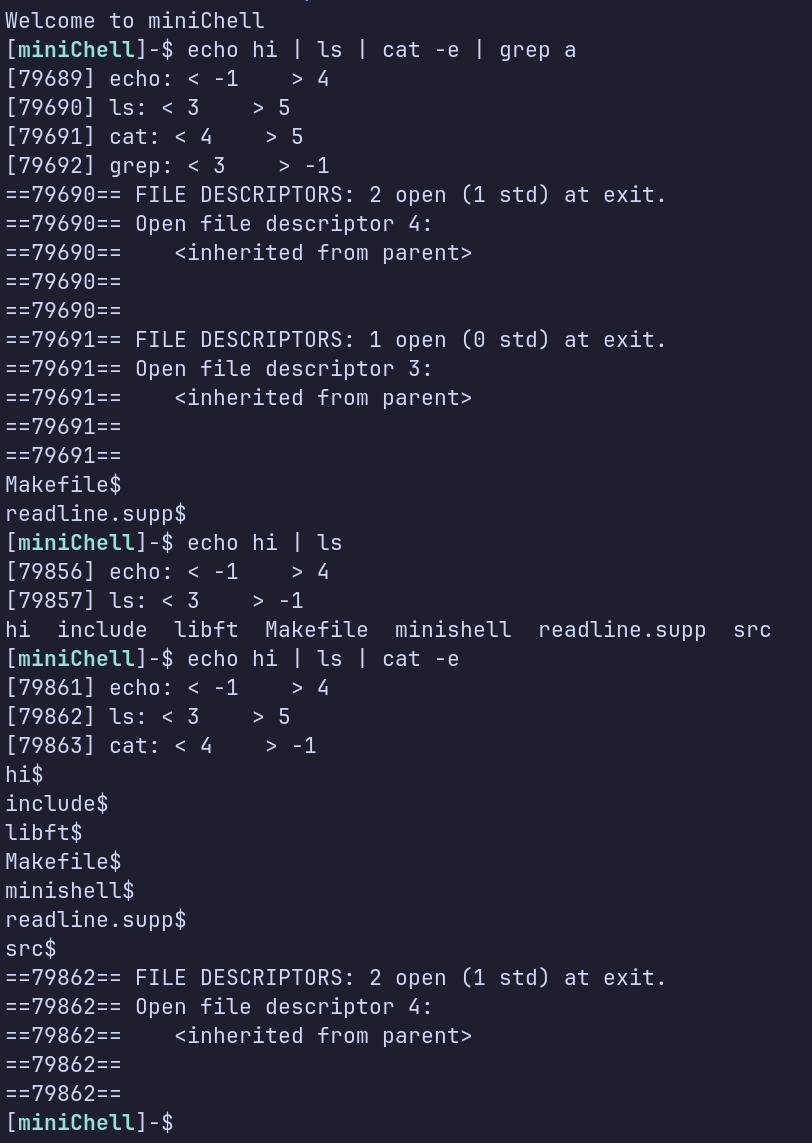 Welcome to miniChell
[miniChell]-$ echo hi | ls | cat -e | grep a
[79689] echo: < -1    > 4
[79690] ls: < 3    > 5
[79691] cat: < 4    > 5
[79692] grep: < 3    > -1
==79690== FILE DESCRIPTORS: 2 open (1 std) at exit.
==79690== Open file descriptor 4:
==79690==    <inherited from parent>
==79690==
==79690==
==79691== FILE DESCRIPTORS: 1 open (0 std) at exit.
==79691== Open file descriptor 3:
==79691==    <inherited from parent>
==79691==
==79691==
Makefile$
readline.supp$
[miniChell]-$ echo hi | ls
[79856] echo: < -1    > 4
[79857] ls: < 3    > -1
hi  include  libft  Makefile  minishell  readline.supp  src
[miniChell]-$ echo hi | ls | cat -e
[79861] echo: < -1    > 4
[79862] ls: < 3    > 5
[79863] cat: < 4    > -1
hi$
include$
libft$
Makefile$
minishell$
readline.supp$
src$
==79862== FILE DESCRIPTORS: 2 open (1 std) at exit.
==79862== Open file descriptor 4:
==79862==    <inherited from parent>
==79862==
==79862==
[miniChell]-$